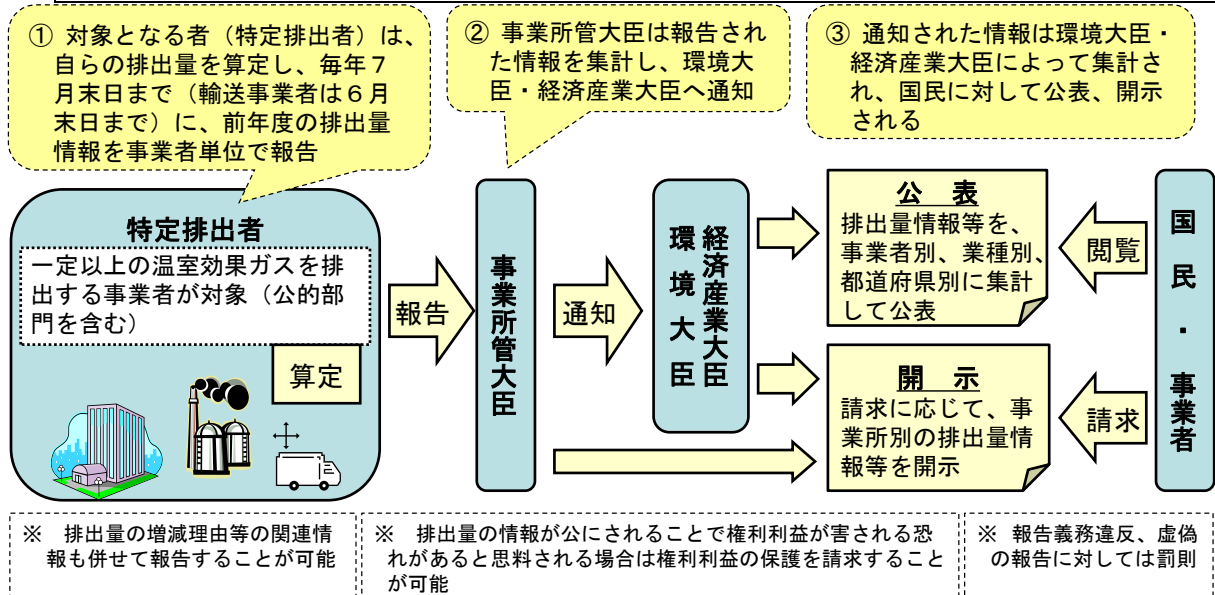 ① 対象となる者（特定排出者）は、
自らの排出量を算定し、毎年７
月末日まで（輸送事業者は６月
末日まで）に、前年度の排出量
情報を事業者単位で報告
② 事業所管大臣は報告され
た情報を集計し、環境大
臣・経済産業大臣へ通知
③ 通知された情報は環境大臣・
経済産業大臣によって集計さ
れ、国民に対して公表、開示
される
特定排出者
一定以上の温室効果ガスを排
出する事業者が対象（公的部
門を含む）
算定
報告
事業所管大臣
通知
経済産業大臣
環境大臣
公　表
排出量情報等を、
事業者別、業種別、
都道府県別に集計
して公表
開　示
請求に応じて、事
業所別の排出量情
報等を開示
閲覧
請求
国民・事業者
※　排出量の増減理由等の関連情
報も併せて報告することが可能
※　排出量の情報が公にされることで権利利益が害される恐
れがあると思料される場合は権利利益の保護を請求すること
が可能
※　報告義務違反、虚偽
の報告に対しては罰則